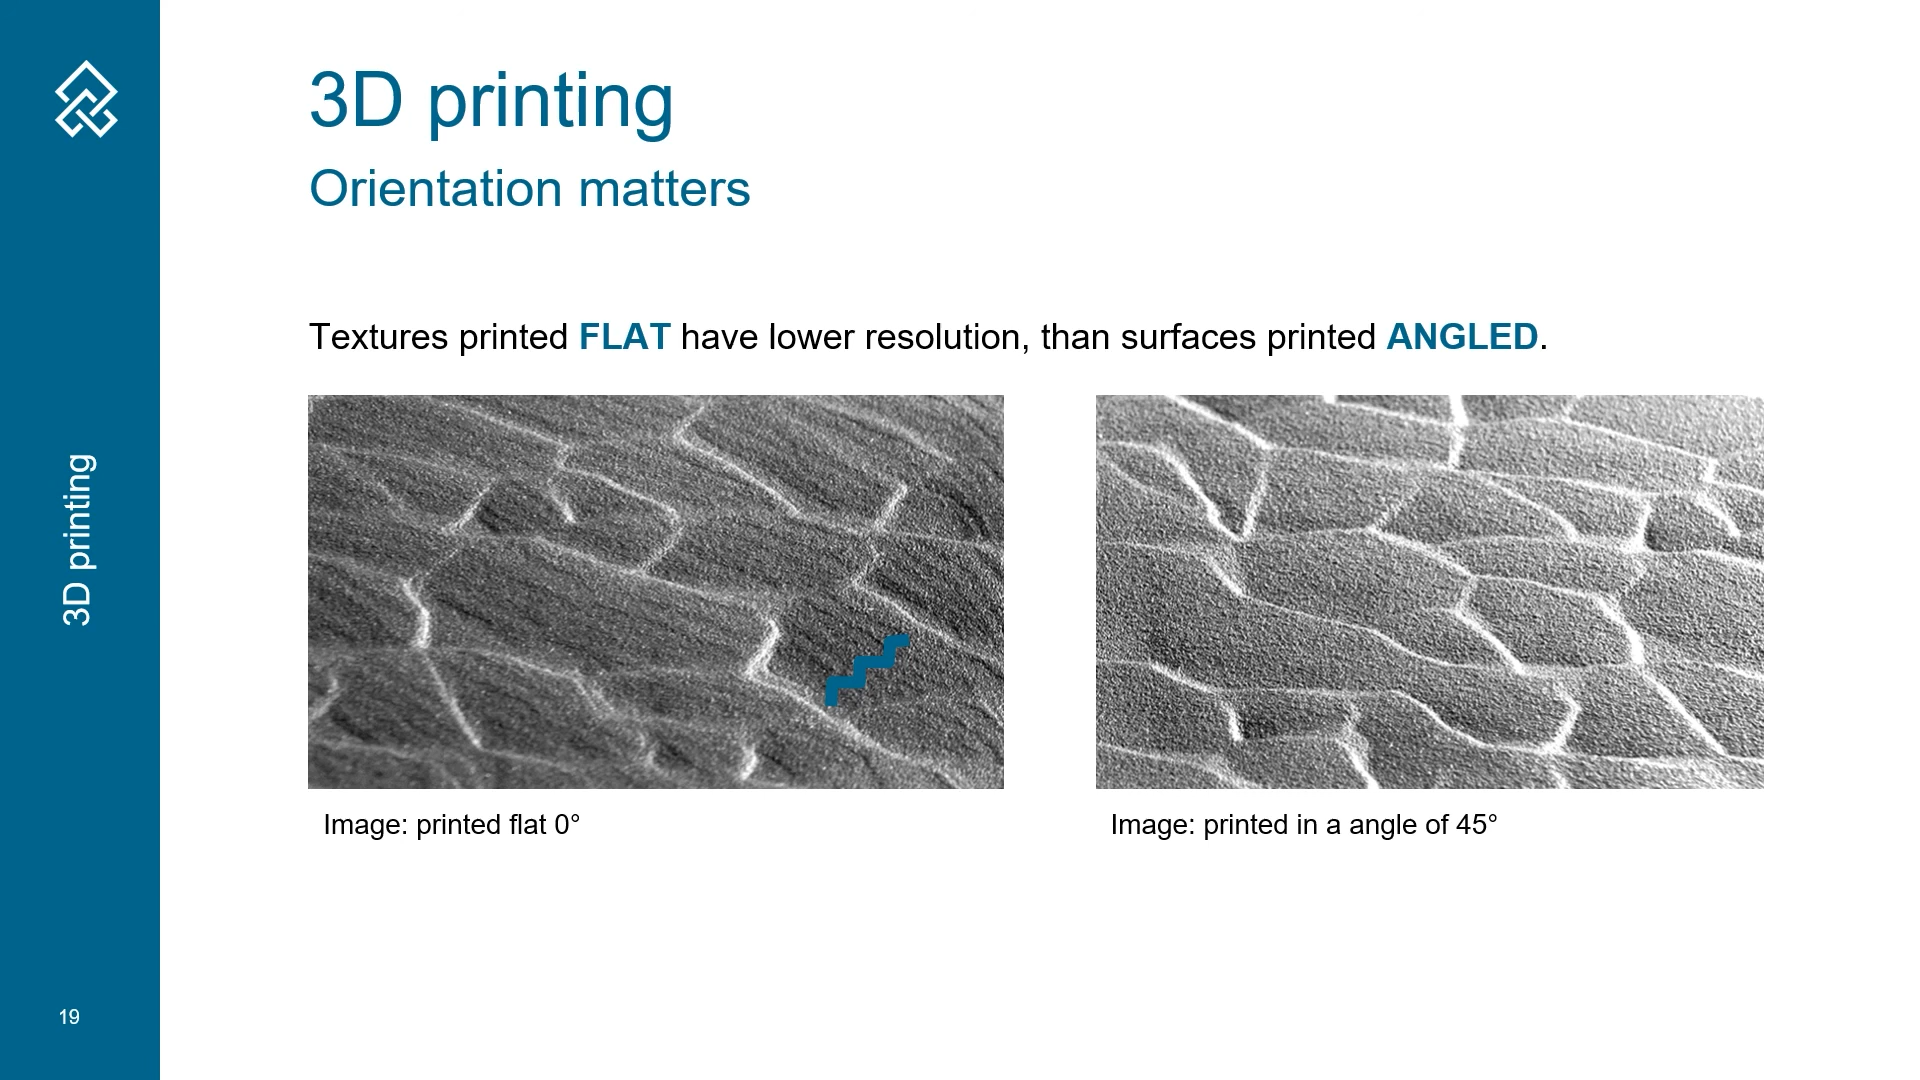 3D printing
Orientation matters
Textures printed FLAT have lower resolution, than surfaces printed ANGLED.
Image: printed flat 0°
Image: printed in a angle of 45°
3D printing
19